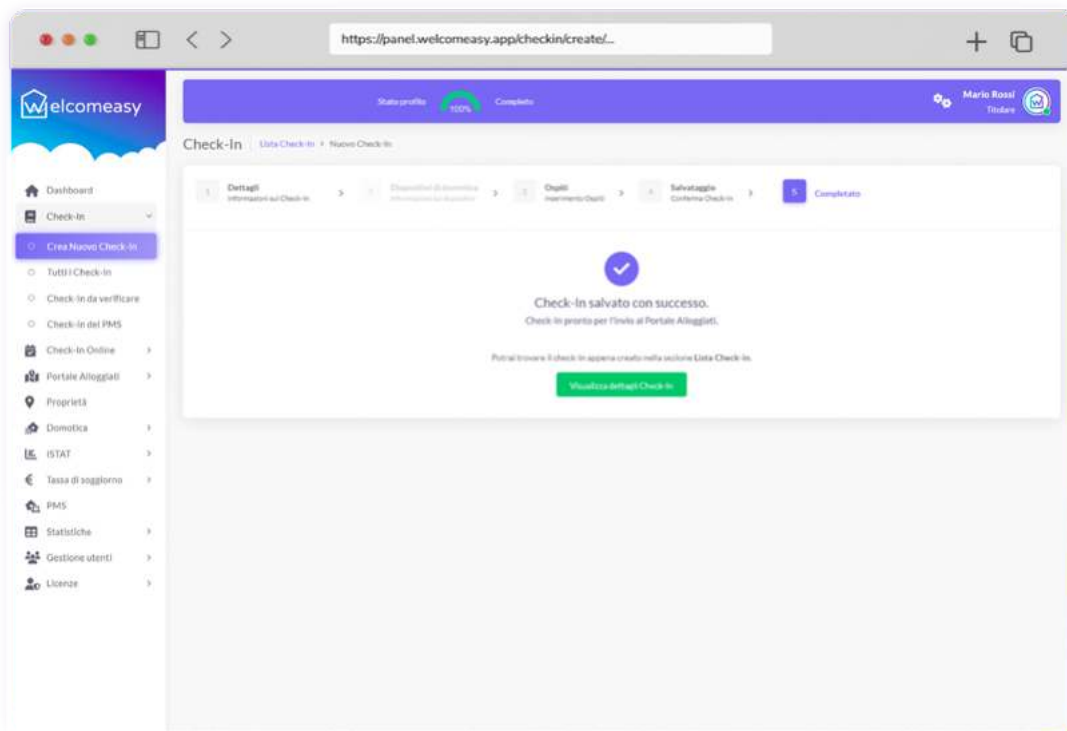 https://panel.welcomeasy.app/checkin/create/...
Welcomeasy
Stato profilo 100% Completo
Mario Rossi
Titolare
Check-In Lista Check-In Nuovo Check-In
Dashboard
Check-In
Crea Nuovo Check-In
Tutti i Check-In
Check-In da verificare
Check-In del PMS
Check-In Online
Portale Alloggiati
Proprietà
Domotica
ISTAT
Tassa di soggiorno
PMS
Statistiche
Gestione utenti
Licenze
1 Dettagli
Informazioni sul Check-In
2 Dispositivi di domotica
3 Ospiti
Inserimento Ospiti
4 Salvataggio
Conferma Check-In
5 Completato
Check-In salvato con successo.
Check-In pronto per l'invio al Portale Alloggiati.
Potrai trovare il check-in appena creato nella sezione Lista Check-In.
Visualizza dettagli Check-In